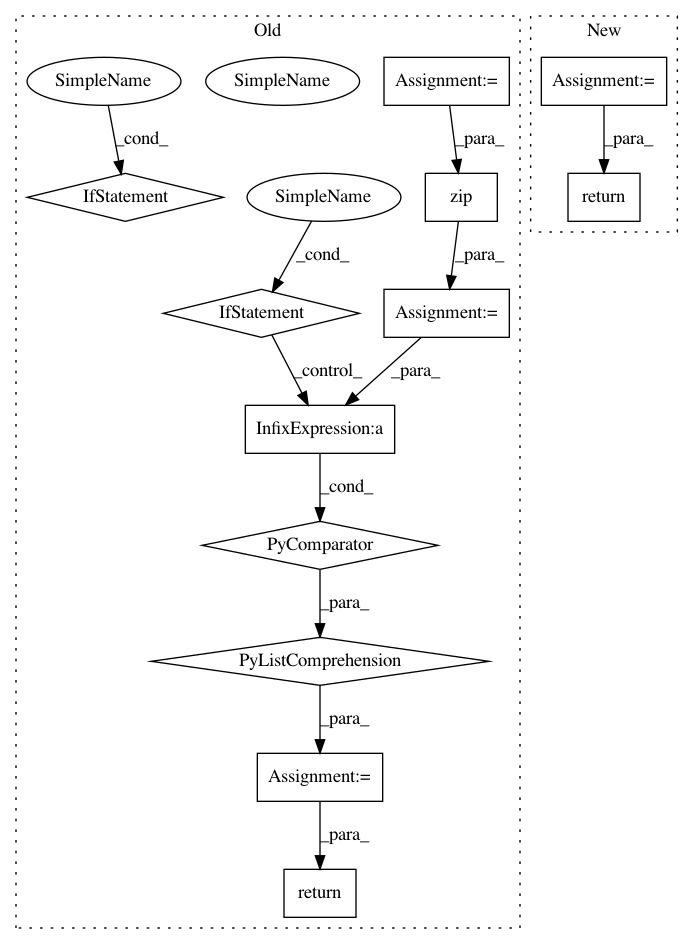 Old
New
SimpleName
SimpleName
Assignment:=
Assignment:=
_cond_
_para_
_para_
IfStatement
SimpleName
zip
return
_cond_
_para_
IfStatement
Assignment:=
_control_
_para_
InfixExpression:a
_cond_
PyComparator
_para_
PyListComprehension
_para_
Assignment:=
_para_
return